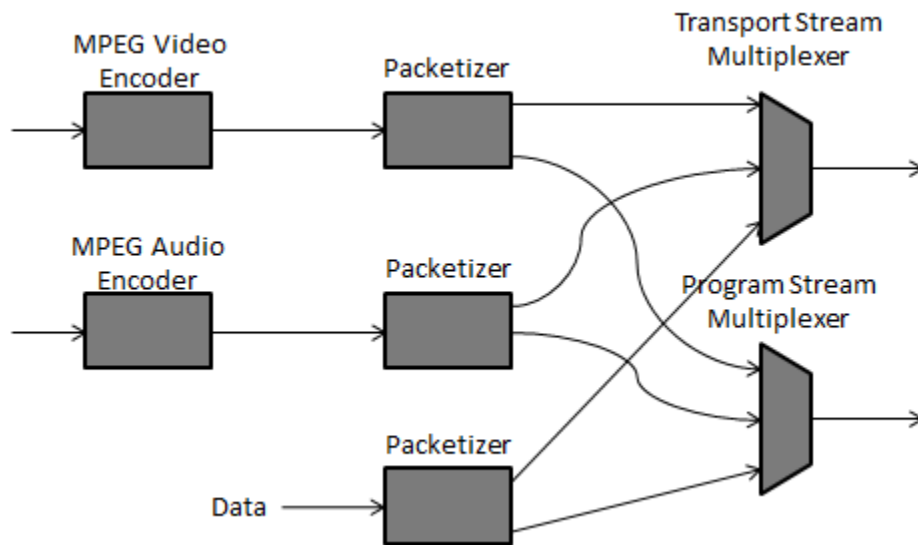 MPEG Video
Encoder
Packetizer
Transport Stream
Multiplexer
MPEG Audio
Encoder
Packetizer
Program Stream
Multiplexer
Packetizer
Data